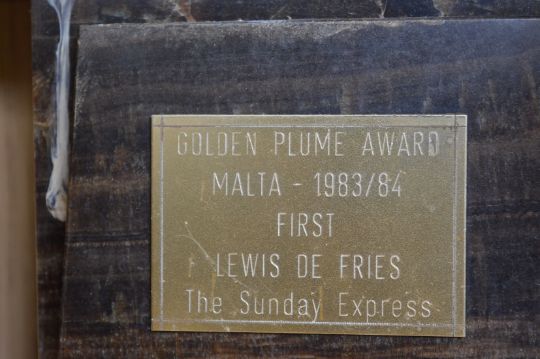 GOLDEN PLUME AWARD
MALTA - 1983/84
FIRST
LEWIS DE FRIES
The Sunday Express